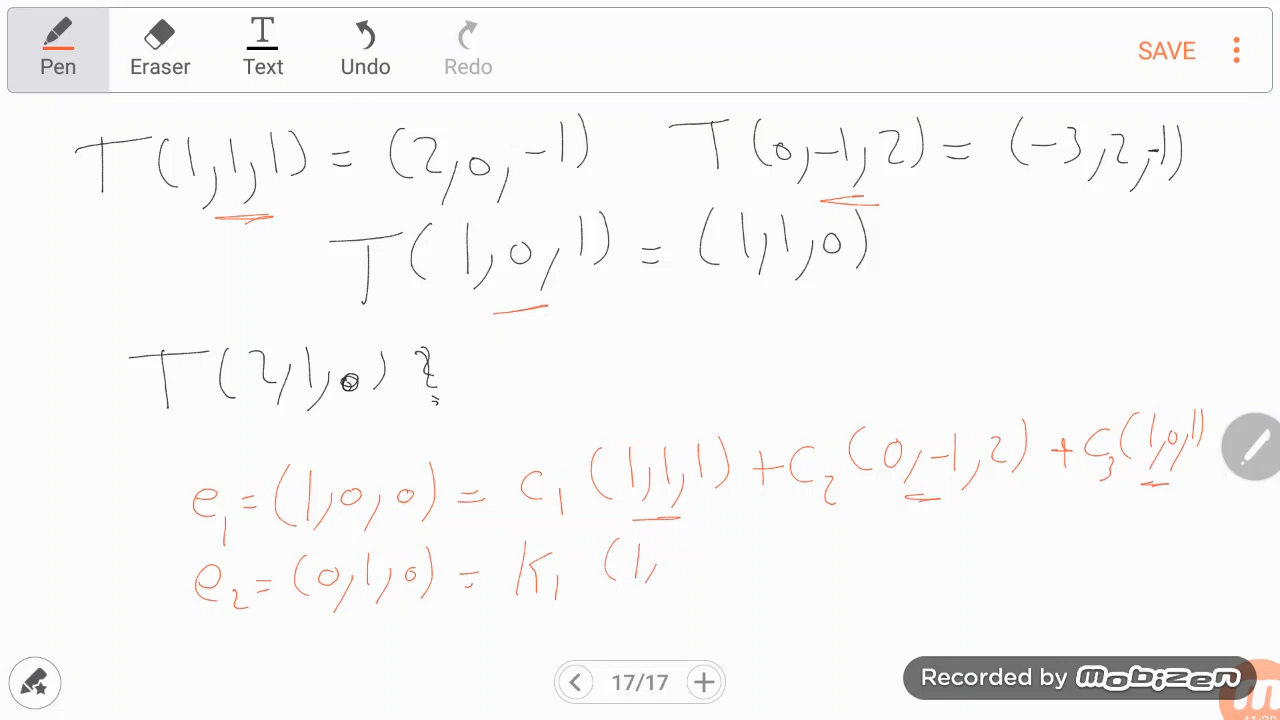 Pen Eraser Text Undo Redo SAVE
T(1,1,1) = (2,0,-1) T(0,-1,2) = (-3,2,-1)
T(1,0,1) = (1,1,0)
T(2,1,0)
e₁ = (1,0,0) = C₁ (1,1,1) + C₂ (0,-1,2) + C₃ (1,0,1)
e₂ = (0,1,0) = K₁ (1,
17/17
Recorded by mobizen